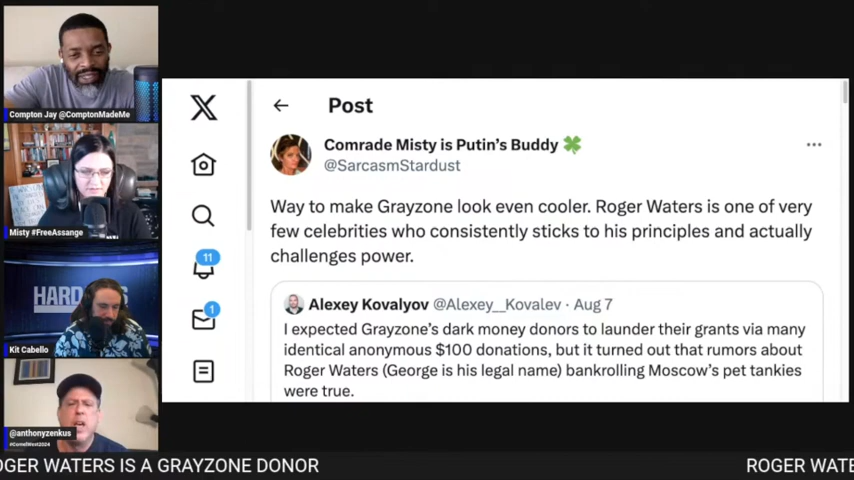 Compton Jay @ComptonMadeMe
Misty #FreeAssange
Kit Cabello
@anthonyzenkus
#CornelWest2024
11
1
Post
Comrade Misty is Putin's Buddy
@SarcasmStardust
Way to make Grayzone look even cooler. Roger Waters is one of very
few celebrities who consistently sticks to his principles and actually
challenges power.
Alexey Kovalyov @Alexey__Kovalev · Aug 7
I expected Grayzone's dark money donors to launder their grants via many
identical anonymous $100 donations, but it turned out that rumors about
Roger Waters (George is his legal name) bankrolling Moscow's pet tankies
were true.
OGER WATERS IS A GRAYZONE DONOR
ROGER WATE